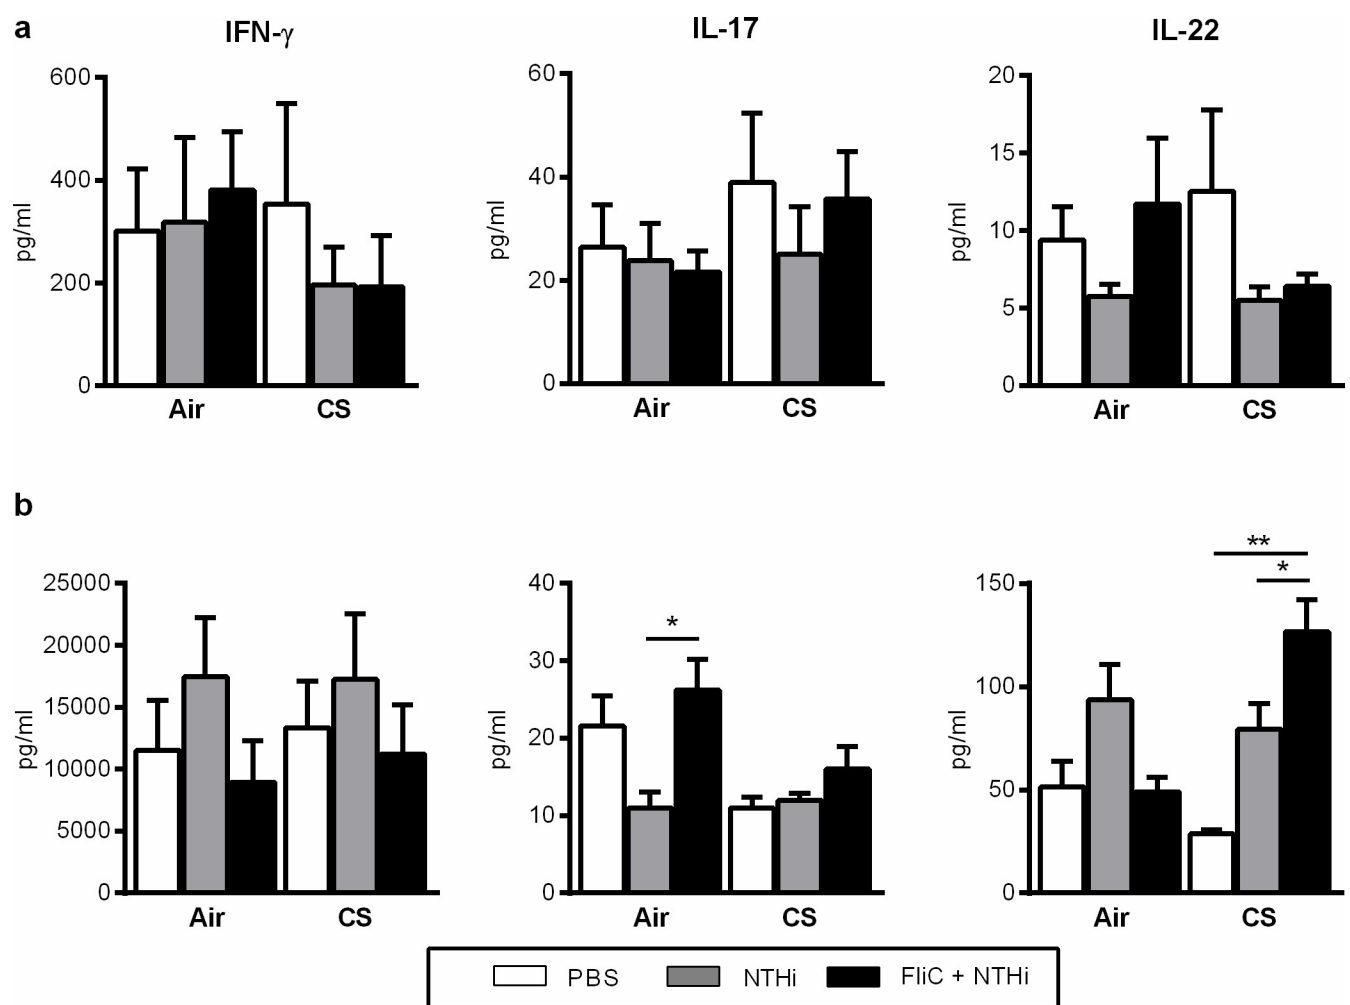 a
IFN-γ
IL-17
IL-22
pg/ml
600
400
200
0
Air CS
pg/ml
60
40
20
0
Air CS
pg/ml
20
15
10
5
0
Air CS
b
pg/ml
25000
20000
15000
10000
5000
0
Air CS
pg/ml
40
30
20
10
0
*
Air CS
pg/ml
150
100
50
0
**
*
Air CS
PBS NTHi FliC + NTHi